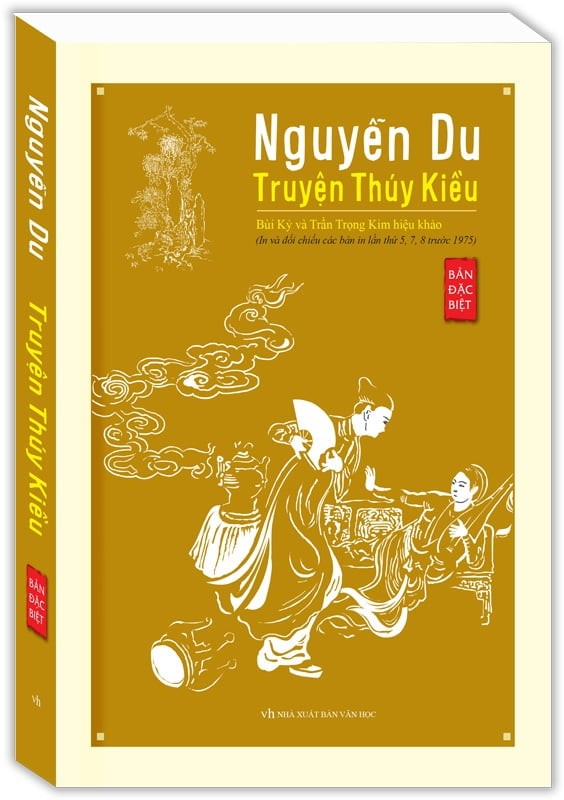 Nguyễn Du
Truyện Thúy Kiều
Bùi Kỷ và Trần Trọng Kim hiệu khảo
(In và đối chiếu các bản in lần thứ 5, 7, 8 trước 1975)
BẢN
ĐẶC
BIỆT
vh NHÀ XUẤT BẢN VĂN HỌC
Nguyễn Du Truyện Thúy Kiều
BẢN
ĐẶC
BIỆT
vh